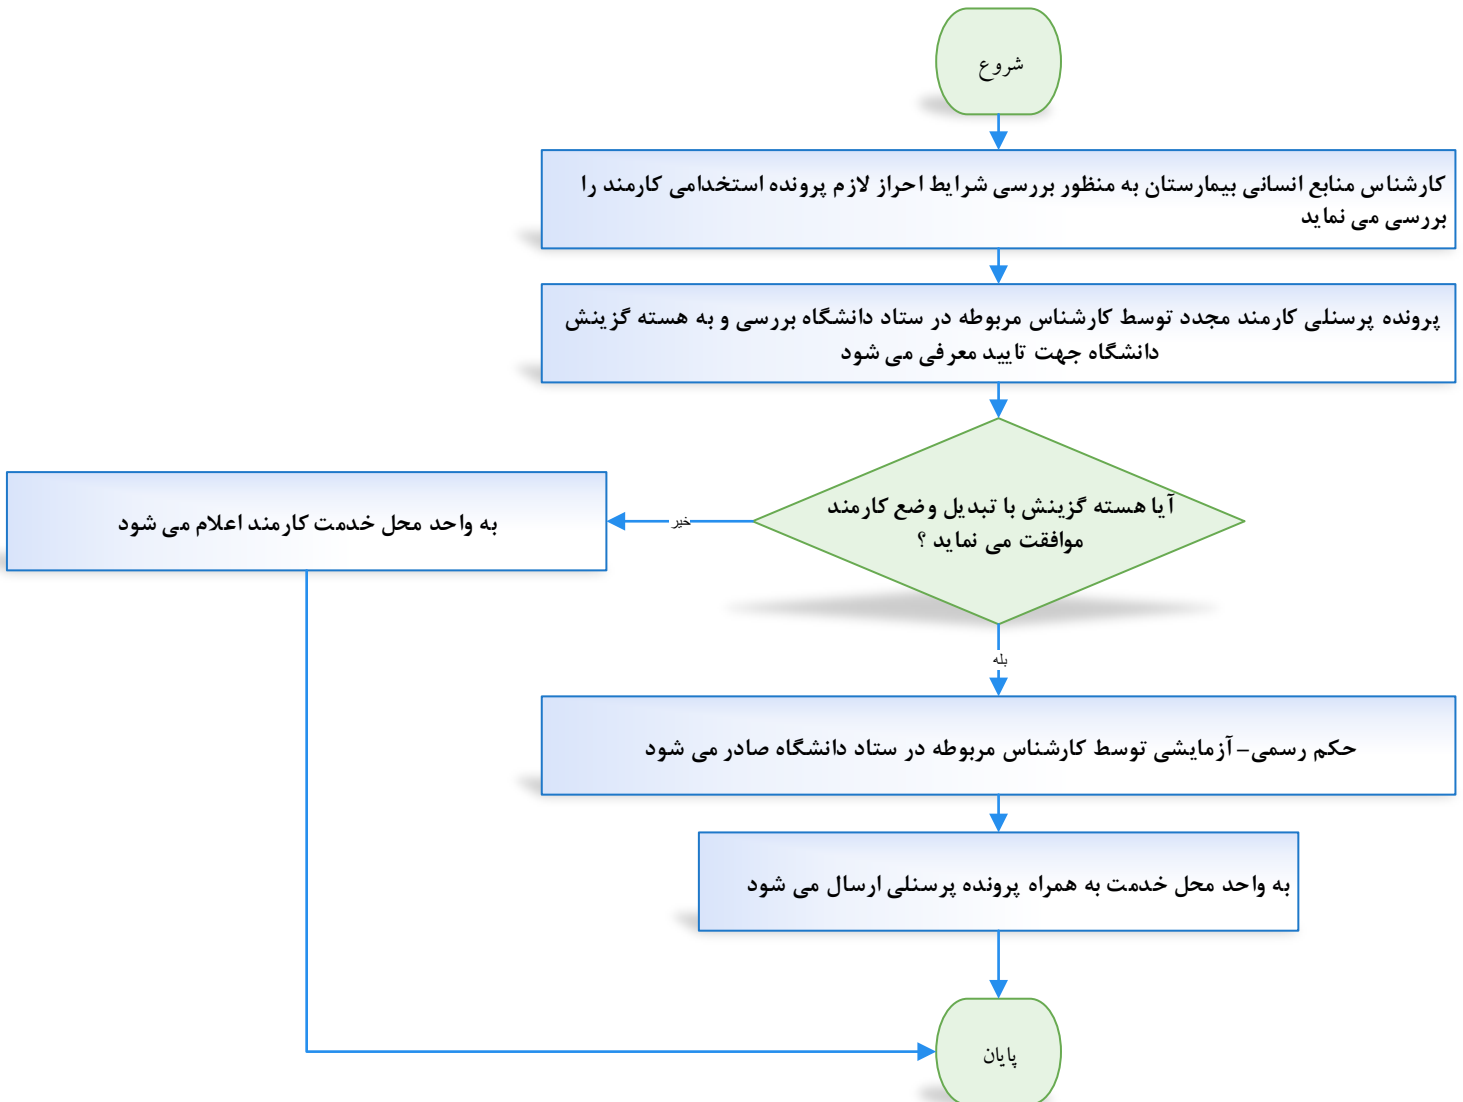 شروع
کارشناس منابع انسانی بیمارستان به منظور بررسی شرایط احراز لازم پرونده استخدامی کارمند را
بررسی می نماید
پرونده پرسنلی کارمند مجدد توسط کارشناس مربوطه در ستاد دانشگاه بررسی و به هسته گزینش
دانشگاه جهت تایید معرفی می شود
آیا هسته گزینش با تبدیل وضع کارمند
موافقت می نماید ؟
خیر
به واحد محل خدمت کارمند اعلام می شود
بله
حکم رسمی- آزمایشی توسط کارشناس مربوطه در ستاد دانشگاه صادر می شود
به واحد محل خدمت به همراه پرونده پرسنلی ارسال می شود
پایان